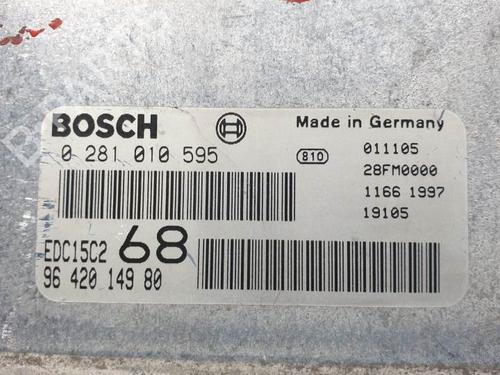 BOSCH
Made in Germany
0 281 010 595
810
011105
28FM0000
1166 1997
19105
EDC15C2
68
96 420 149 80